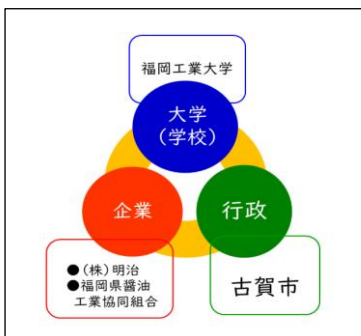 福岡工業大学
大学
(学校)
企業
行政
●(株)明治
●福岡県醤油
工業協同組合
古賀市